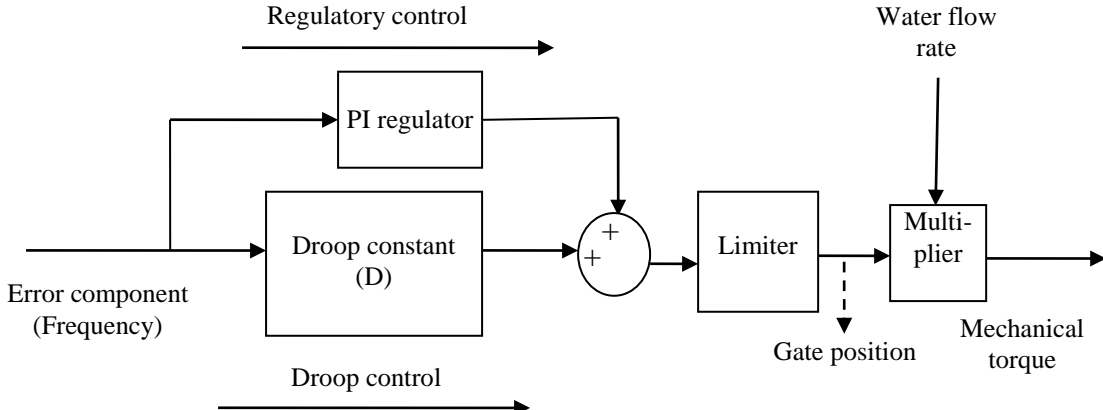 Regulatory control
Water flow
rate
PI regulator
Droop constant
(D)
+
+
Limiter
Multi-
plier
Error component
(Frequency)
Gate position
Mechanical
torque
Droop control